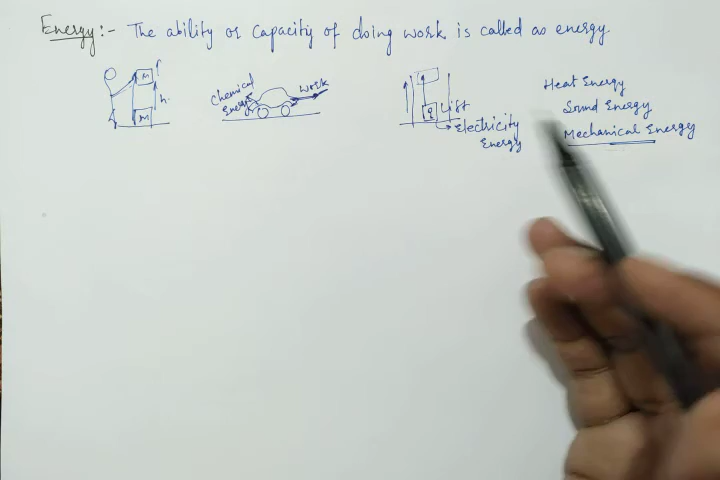 Energy:- The ability or capacity of doing work is called as energy
M
h
M
Chemical
Energy
work
Lift
Electricity
Energy
Heat Energy
Sound Energy
Mechanical Energy